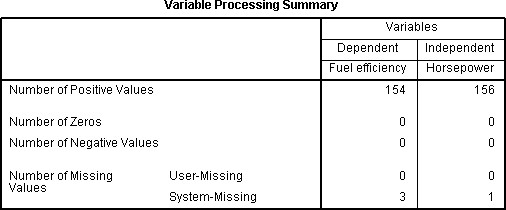 Variable Processing Summary
Variables
Dependent Independent
Fuel efficiency Horsepower
Number of Positive Values 154 156
Number of Zeros 0 0
Number of Negative Values 0 0
Number of Missing Values User-Missing 0 0
System-Missing 3 1